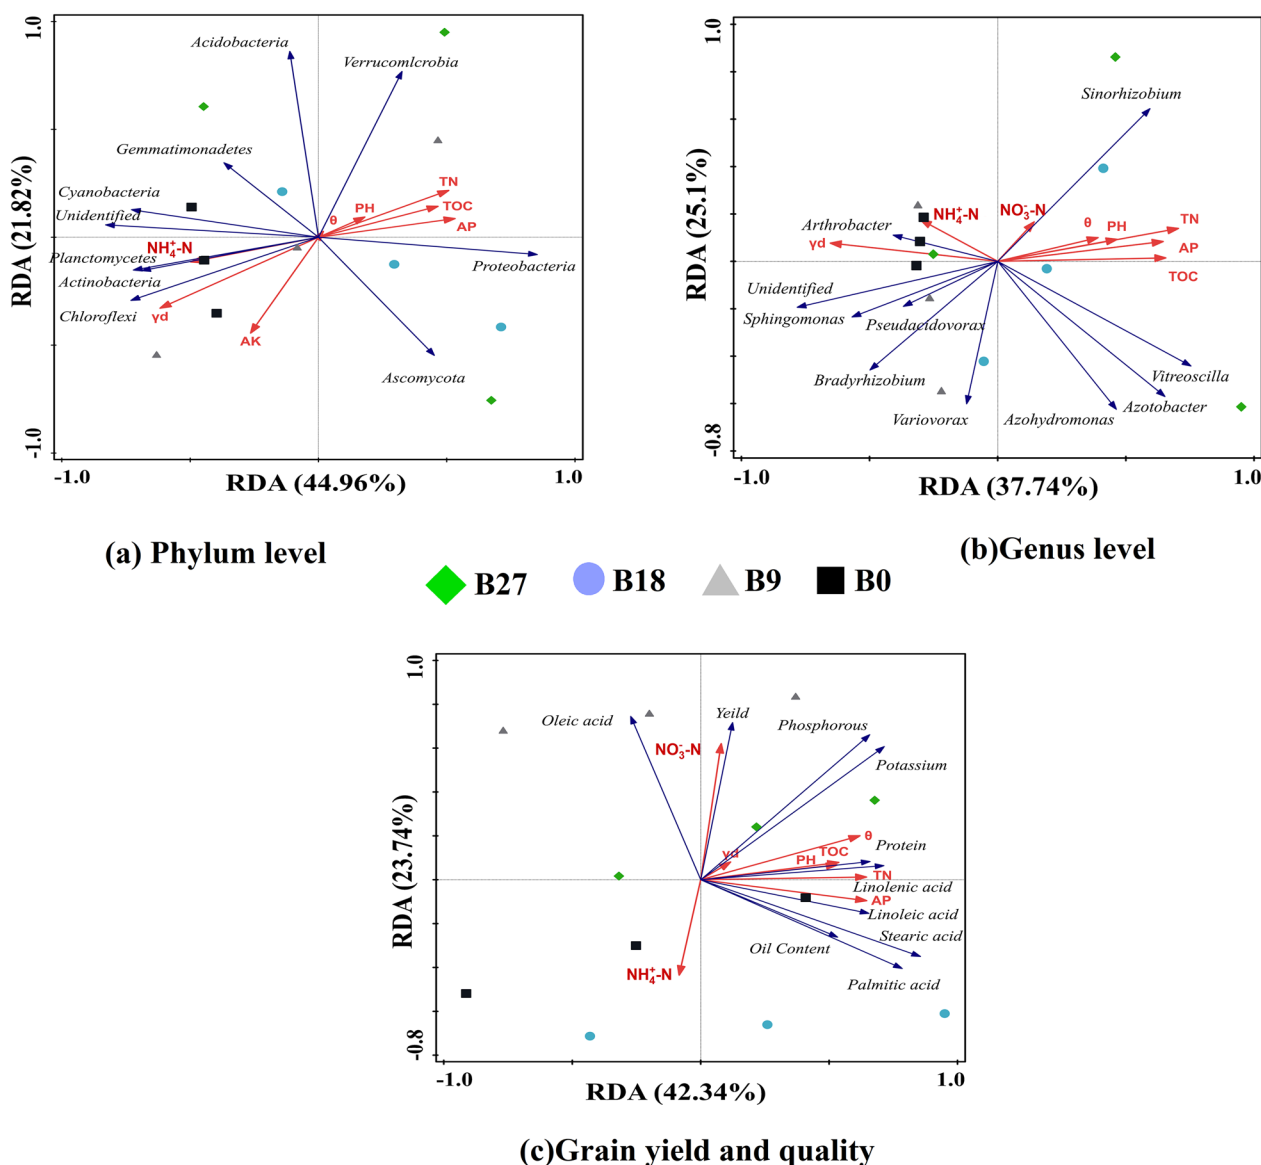 1.0
Acidobacteria
Verrucomlcrobia
Gemmatimonadetes
Cyanobacteria
Unidentified
NH₄⁺-N
Planctomycetes
Actinobacteria
Chloroflexi
γd
AK
θ
PH
TN
TOC
AP
Proteobacteria
Ascomycota
RDA (21.82%)
-1.0
-1.0
RDA (44.96%)
1.0
(a) Phylum level
1.0
Sinorhizobium
NH₄⁺-N
NO₃⁻-N
Arthrobacter
γd
θ
PH
TN
AP
TOC
Unidentified
Sphingomonas
Pseudacidovorax
Bradyrhizobium
Variovorax
Azohydromonas
Azotobacter
Vitreoscilla
RDA (25.1%)
-0.8
-1.0
RDA (37.74%)
1.0
(b)Genus level
B27
B18
B9
B0
1.0
Oleic acid
Yeild
NO₃⁻-N
Phosphorous
Potassium
θ
γd
PH
TOC
Protein
TN
Linolenic acid
AP
Linoleic acid
Stearic acid
Oil Content
Palmitic acid
NH₄⁺-N
RDA (23.74%)
-0.8
-1.0
RDA (42.34%)
1.0
(c)Grain yield and quality